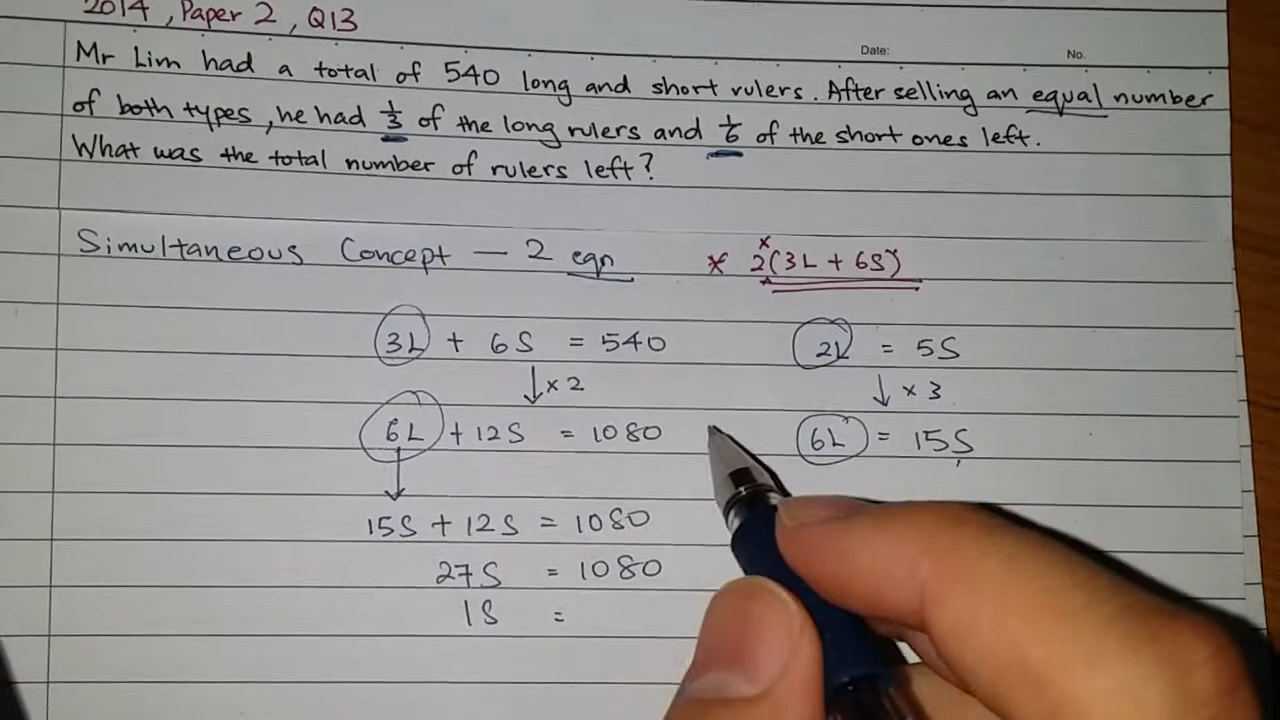 2014, Paper 2, Q13
Date: No.
Mr Lim had a total of 540 long and short rulers. After selling an equal number
of both types, he had 1/3 of the long rulers and 1/6 of the short ones left.
What was the total number of rulers left?
Simultaneous Concept — 2 eqn * 2(3L + 6S)
3L + 6S = 540 2L = 5S
↓ x 2 ↓ x 3
6L + 12S = 1080 6L = 15S
↓
15S + 12S = 1080
27S = 1080
1S =